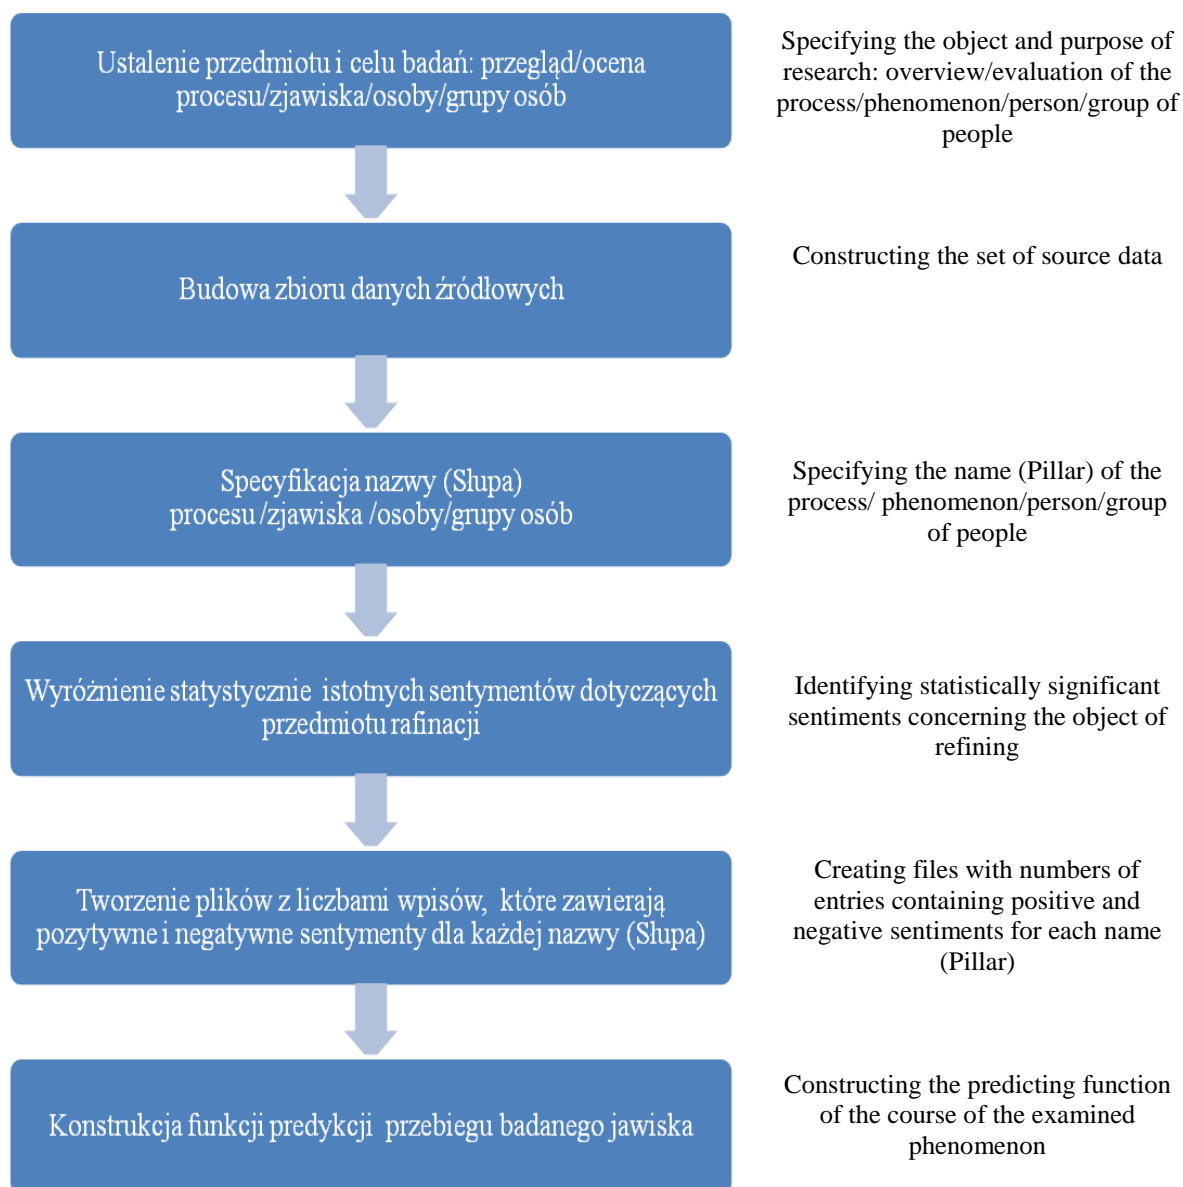 Ustalenie przedmiotu i celu badań: przegląd/ocena
procesu/zjawiska/osoby/grupy osób
Specifying the object and purpose of
research: overview/evaluation of the
process/phenomenon/person/group of
people
Budowa zbioru danych źródłowych
Constructing the set of source data
Specyfikacja nazwy (Słupa)
procesu /zjawiska /osoby/grupy osób
Specifying the name (Pillar) of the
process/ phenomenon/person/group
of people
Wyróżnienie statystycznie istotnych sentymentów dotyczących
przedmiotu rafinacji
Identifying statistically significant
sentiments concerning the object of
refining
Tworzenie plików z liczbami wpisów, które zawierają
pozytywne i negatywne sentymenty dla każdej nazwy (Słupa)
Creating files with numbers of
entries containing positive and
negative sentiments for each name
(Pillar)
Konstrukcja funkcji predykcji przebiegu badanego jawiska
Constructing the predicting function
of the course of the examined
phenomenon